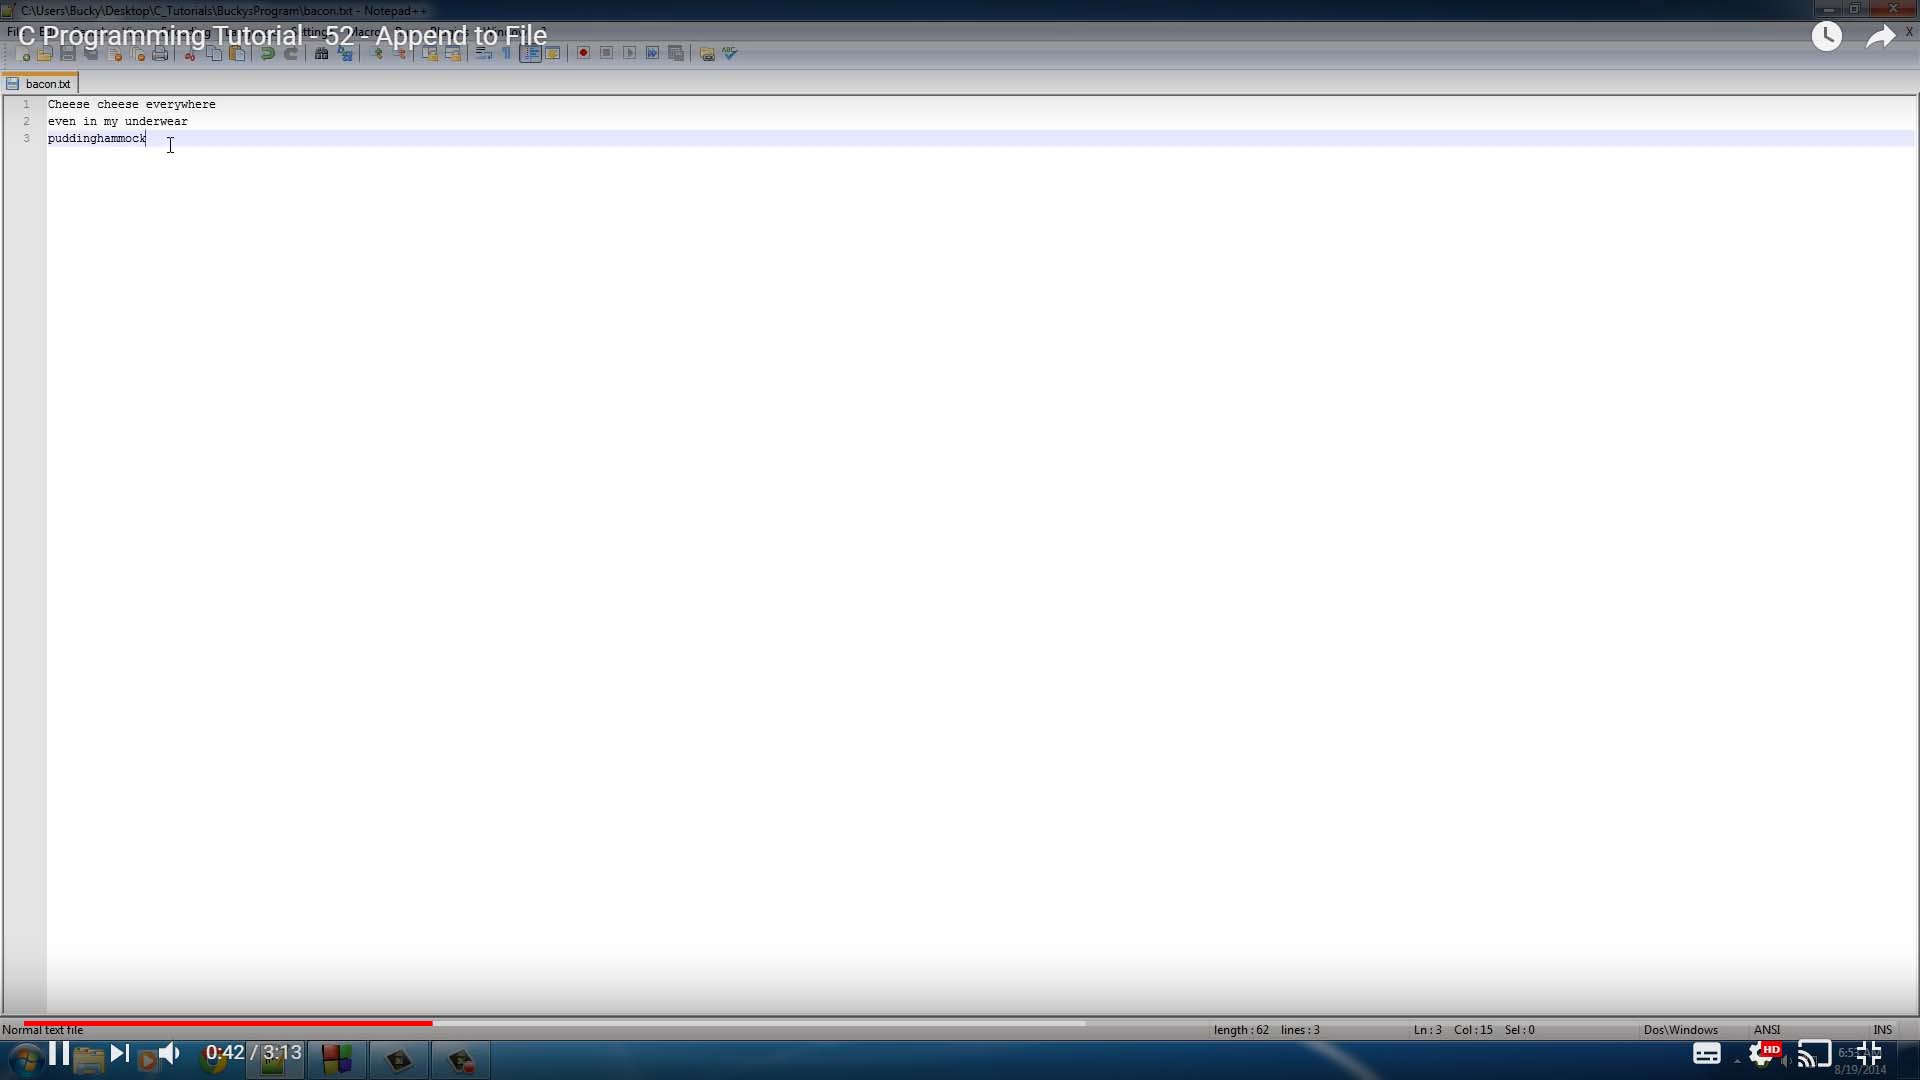 C:\Users\Bucky\Desktop\C_Tutorials\BuckysProgram\bacon.txt - Notepad++
C Programming Tutorial - 52 - Append to File
X
bacon.txt
1 Cheese cheese everywhere
2 even in my underwear
3 puddinghammock
Normal text file
length : 62 lines : 3
Ln : 3 Col : 15 Sel : 0
Dos\Windows
ANSI
INS
0:42 / 3:13
HD
8/19/2014